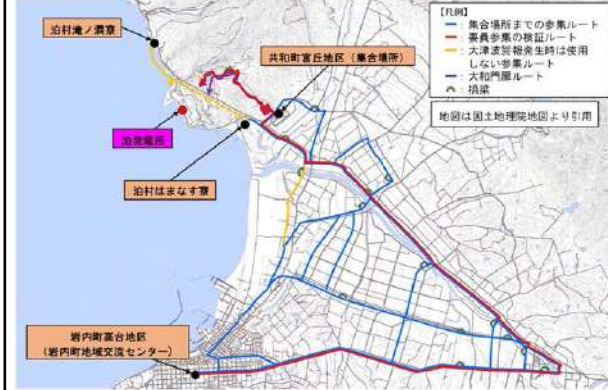 泊村滝ノ澗寮
共和町宮丘地区（集合場所）
泊発電所
泊村はまなす寮
岩内町高台地区
（岩内町地域交流センター）
【凡例】
：集合場所までの参集ルート
：要員参集の検証ルート
：大津波警報発生時は使用
しない参集ルート
：大和門扉ルート
：橋梁
地図は国土地理院地図より引用